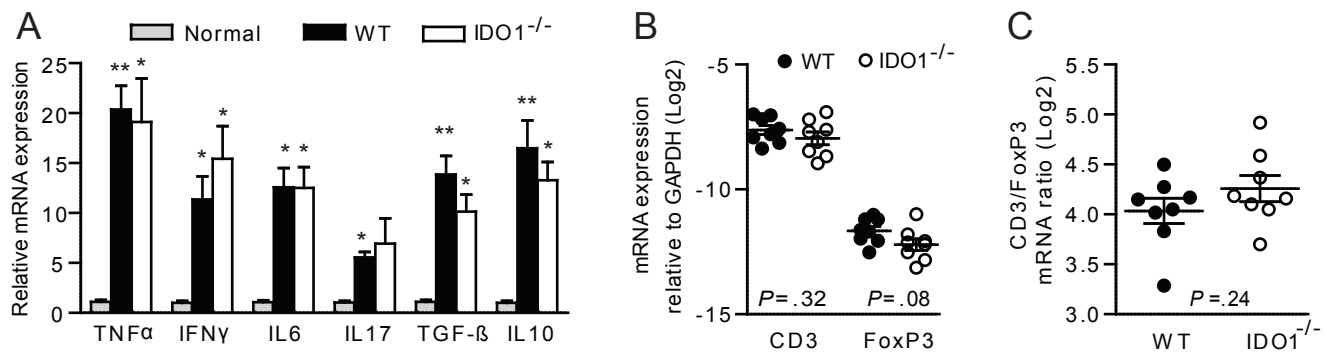 A
Normal
WT
IDO1-/-
Relative mRNA expression
25
20
15
10
5
0
** *
* *
* *
*
** *
** *
TNFα IFNγ IL6 IL17 TGF-ß IL10
B
WT IDO1-/-
mRNA expression
relative to GAPDH (Log2)
-5
-10
-15
P=.32 P=.08
CD3 FoxP3
C
CD3/FoxP3
mRNA ratio (Log2)
5.5
5.0
4.5
4.0
3.5
3.0
P=.24
WT IDO1-/-